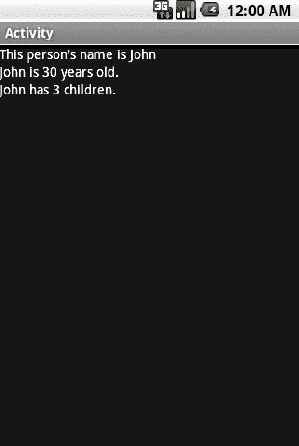 3G
12:00 AM
Activity
This person's name is John
John is 30 years old.
John has 3 children.